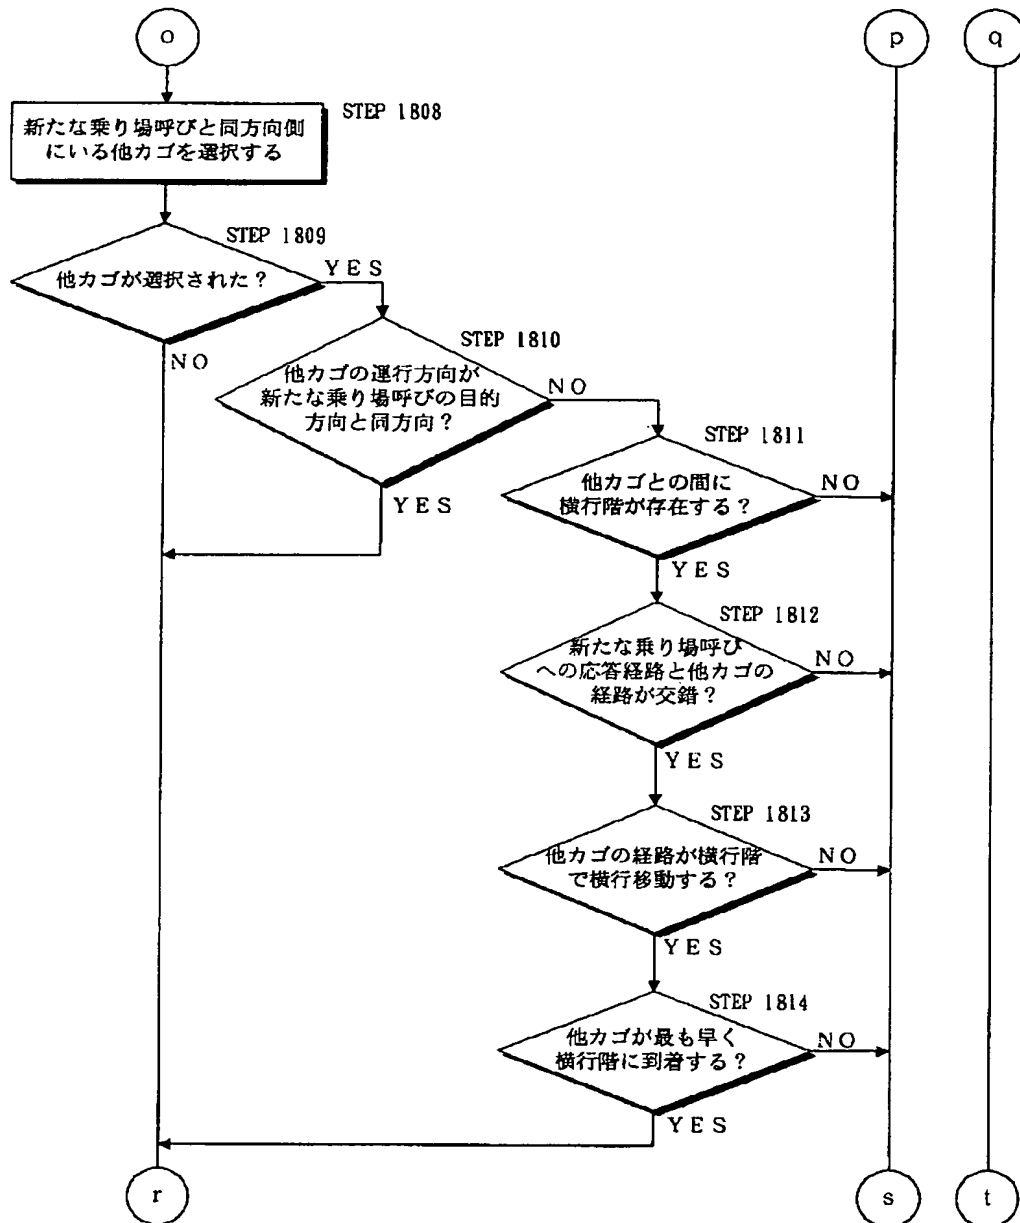 o
p
q
STEP 1808
新たな乗り場呼びと同方向側
にいる他カゴを選択する
STEP 1809
他カゴが選択された？
YES
NO
STEP 1810
他カゴの運行方向が
新たな乗り場呼びの目的
方向と同方向？
NO
YES
STEP 1811
他カゴとの間に
横行階が存在する？
NO
YES
STEP 1812
新たな乗り場呼び
への応答経路と他カゴの
経路が交錯？
NO
YES
STEP 1813
他カゴの経路が横行階
で横行移動する？
NO
YES
STEP 1814
他カゴが最も早く
横行階に到着する？
NO
YES
r
s
t